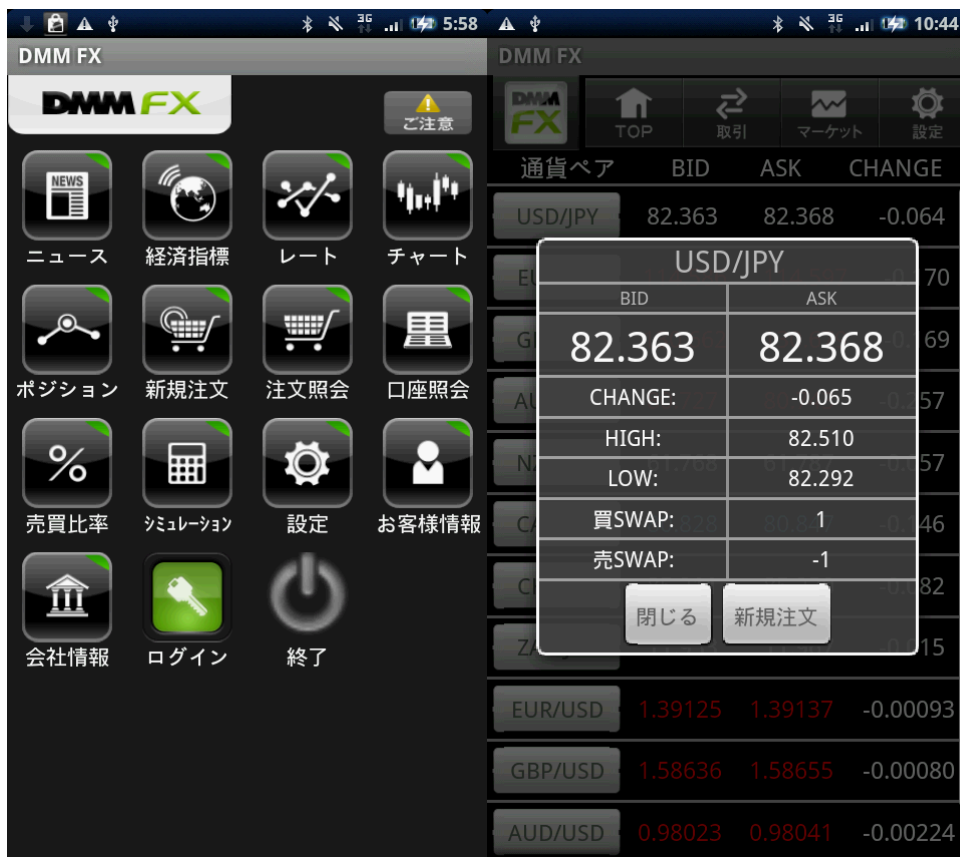 5:58
DMM FX
DMM FX
ご注意
NEWS
ニュース 経済指標 レート チャート
ポジション 新規注文 注文照会 口座照会
売買比率 シミュレーション 設定 お客様情報
会社情報 ログイン 終了
3G 10:44
DMM FX
DMM FX TOP 取引 マーケット 設定
通貨ペア BID ASK CHANGE
USD/JPY 82.363 82.368 -0.064
USD/JPY
BID ASK
82.363 82.368
CHANGE: -0.065
HIGH: 82.510
LOW: 82.292
買SWAP: 1
売SWAP: -1
閉じる 新規注文
EUR/USD 1.39125 1.39137 -0.00093
GBP/USD 1.58636 1.58655 -0.00080
AUD/USD 0.98023 0.98041 -0.00224